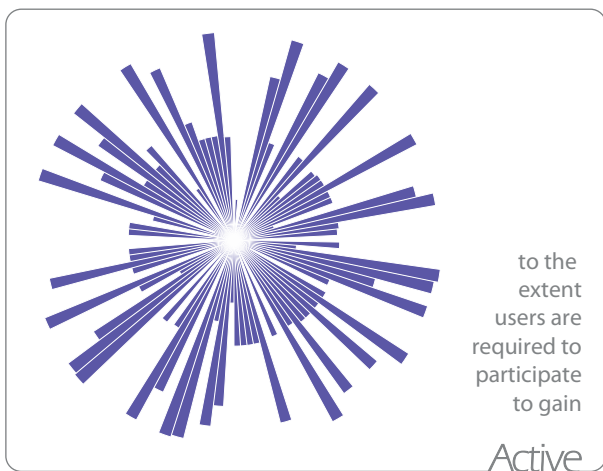 to the
extent
users are
required to
participate
to gain
Active